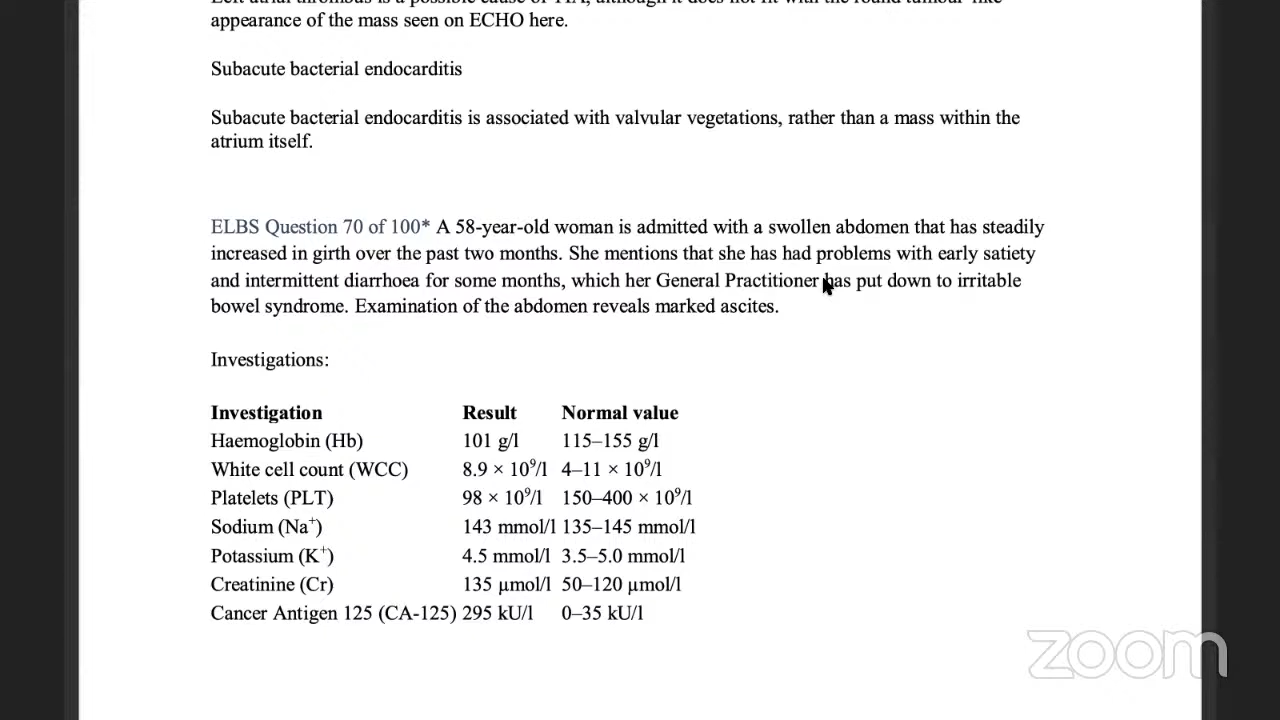 appearance of the mass seen on ECHO here.
Subacute bacterial endocarditis
Subacute bacterial endocarditis is associated with valvular vegetations, rather than a mass within the
atrium itself.
ELBS Question 70 of 100* A 58-year-old woman is admitted with a swollen abdomen that has steadily
increased in girth over the past two months. She mentions that she has had problems with early satiety
and intermittent diarrhoea for some months, which her General Practitioner has put down to irritable
bowel syndrome. Examination of the abdomen reveals marked ascites.
Investigations:
Investigation Result Normal value
Haemoglobin (Hb) 101 g/l 115–155 g/l
White cell count (WCC) 8.9 × 10⁹/l 4–11 × 10⁹/l
Platelets (PLT) 98 × 10⁹/l 150–400 × 10⁹/l
Sodium (Na⁺) 143 mmol/l 135–145 mmol/l
Potassium (K⁺) 4.5 mmol/l 3.5–5.0 mmol/l
Creatinine (Cr) 135 µmol/l 50–120 µmol/l
Cancer Antigen 125 (CA-125) 295 kU/l 0–35 kU/l
zoom